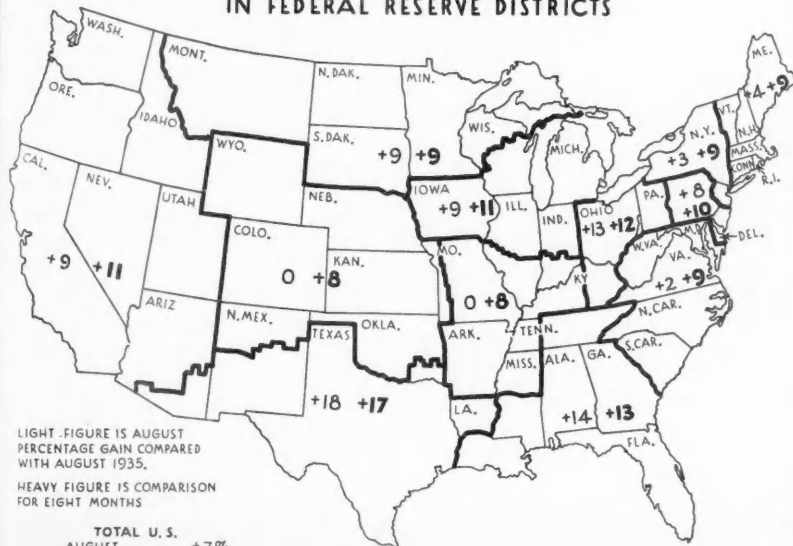 IN FEDERAL RESERVE DISTRICTS
WASH.
MONT.
N. DAK.
MIN.
ME.
+4 +9
ORE.
IDAHO
S. DAK.
+9 +9
WIS.
MICH.
VT.
N.H.
N.Y.
+3 +9
MASS.
CONN.
R.I.
WYO.
CAL.
NEV.
UTAH
NEB.
IOWA
+9 +11
ILL.
IND.
OHIO
+13 +12
PA.
+8
+10
DEL.
W.VA.
M.D.
VA.
+2 +9
+9
+11
COLO.
0 +8
KAN.
MO.
0 +8
KY
N.CAR.
ARIZ
N. MEX.
TEXAS
OKLA.
ARK.
TENN.
S.CAR.
MISS.
ALA.
GA.
+18 +17
LA.
+14 +13
FLA.
LIGHT FIGURE IS AUGUST
PERCENTAGE GAIN COMPARED
WITH AUGUST 1935.
HEAVY FIGURE IS COMPARISON
FOR EIGHT MONTHS
TOTAL U.S.
AUGUST +7%